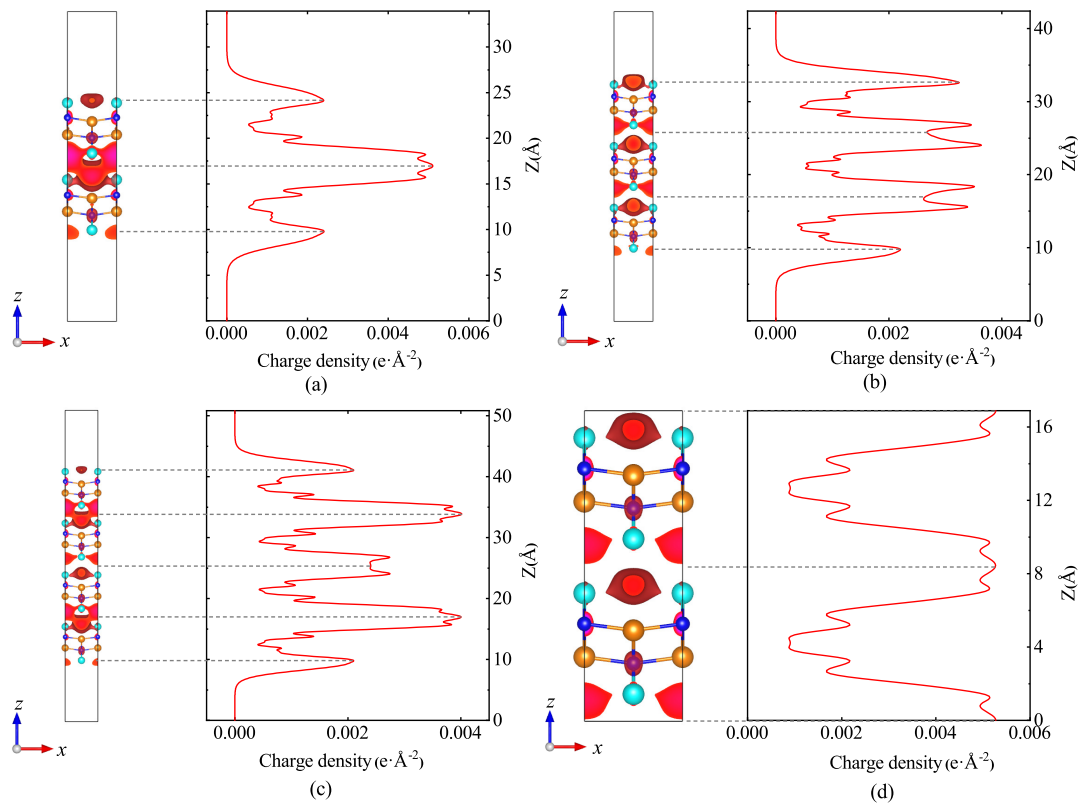 30
25
20
15
10
5
0
Z(Å)
0.000 0.002 0.004 0.006
Charge density (e·Å-2)
z
x
(a)
40
30
20
10
0
Z(Å)
0.000 0.002 0.004
Charge density (e·Å-2)
z
x
(b)
50
40
30
20
10
0
Z(Å)
0.000 0.002 0.004
Charge density (e·Å-2)
z
x
(c)
16
12
8
4
0
Z(Å)
0.000 0.002 0.004 0.006
Charge density (e·Å-2)
z
x
(d)